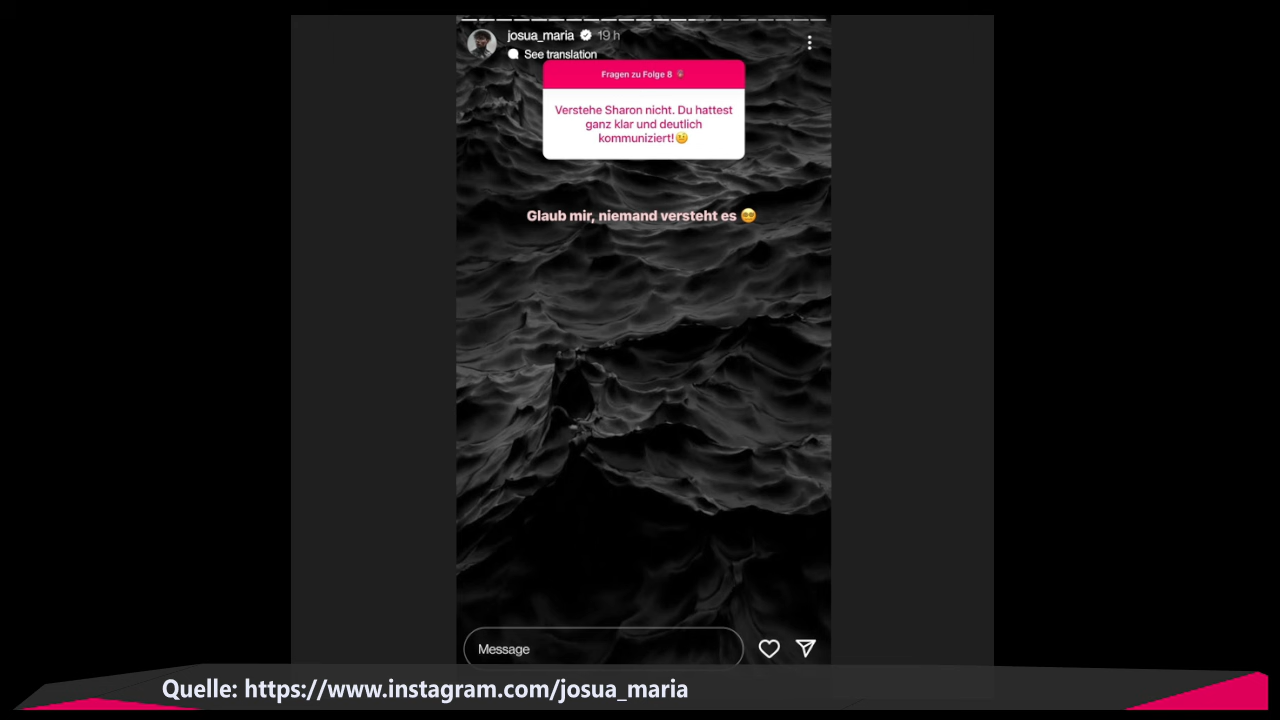 josua_maria 19 h
See translation
Fragen zu Folge 8
Verstehe Sharon nicht. Du hattest
ganz klar und deutlich
kommuniziert!🤨
Glaub mir, niemand versteht es 😵‍💫
Message
Quelle: https://www.instagram.com/josua_maria